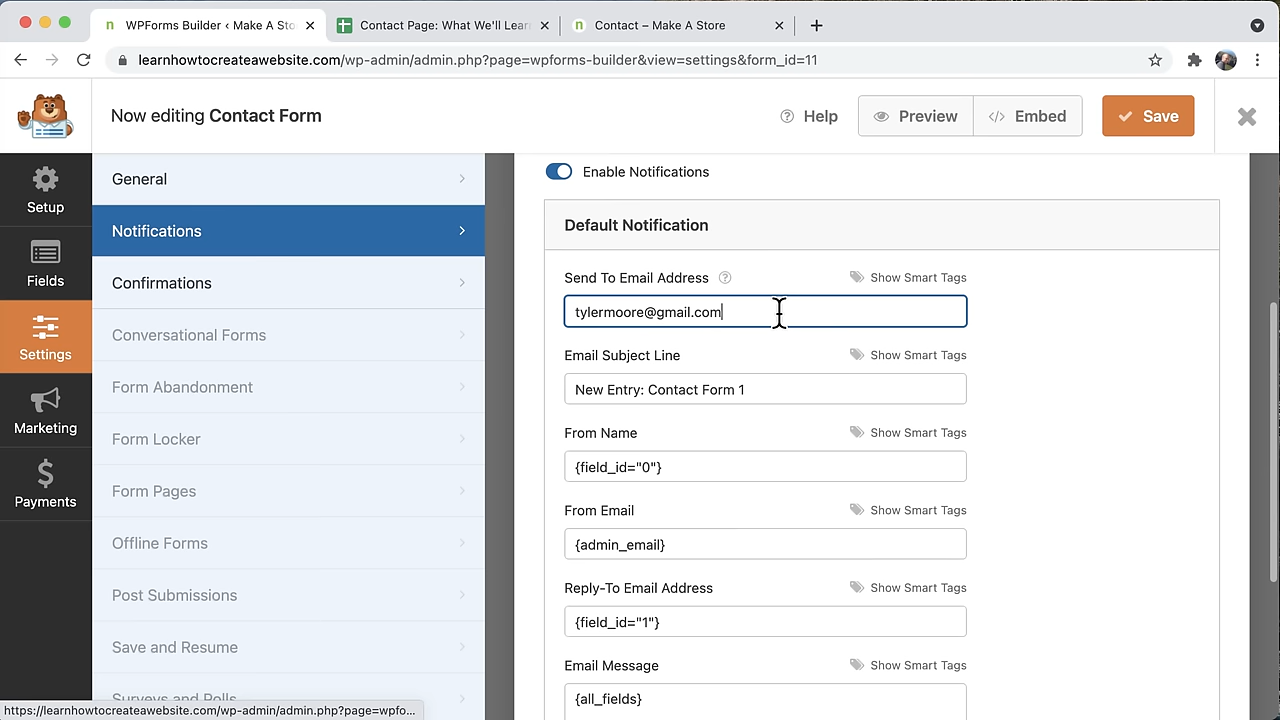 WPForms Builder ‹ Make A Sto
Contact Page: What We'll Lear
Contact – Make A Store
learnhowtocreateawebsite.com/wp-admin/admin.php?page=wpforms-builder&view=settings&form_id=11
Now editing Contact Form
Help
Preview
Embed
Save
Setup
Fields
Settings
Marketing
Payments
General
Notifications
Confirmations
Conversational Forms
Form Abandonment
Form Locker
Form Pages
Offline Forms
Post Submissions
Save and Resume
Surveys and Polls
Enable Notifications
Default Notification
Send To Email Address
Show Smart Tags
tylermoore@gmail.com
Email Subject Line
Show Smart Tags
New Entry: Contact Form 1
From Name
Show Smart Tags
{field_id="0"}
From Email
Show Smart Tags
{admin_email}
Reply-To Email Address
Show Smart Tags
{field_id="1"}
Email Message
Show Smart Tags
{all_fields}
https://learnhowtocreateawebsite.com/wp-admin/admin.php?page=wpfo...